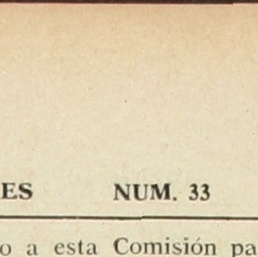 ES NUM. 33
o a esta Comisión pa